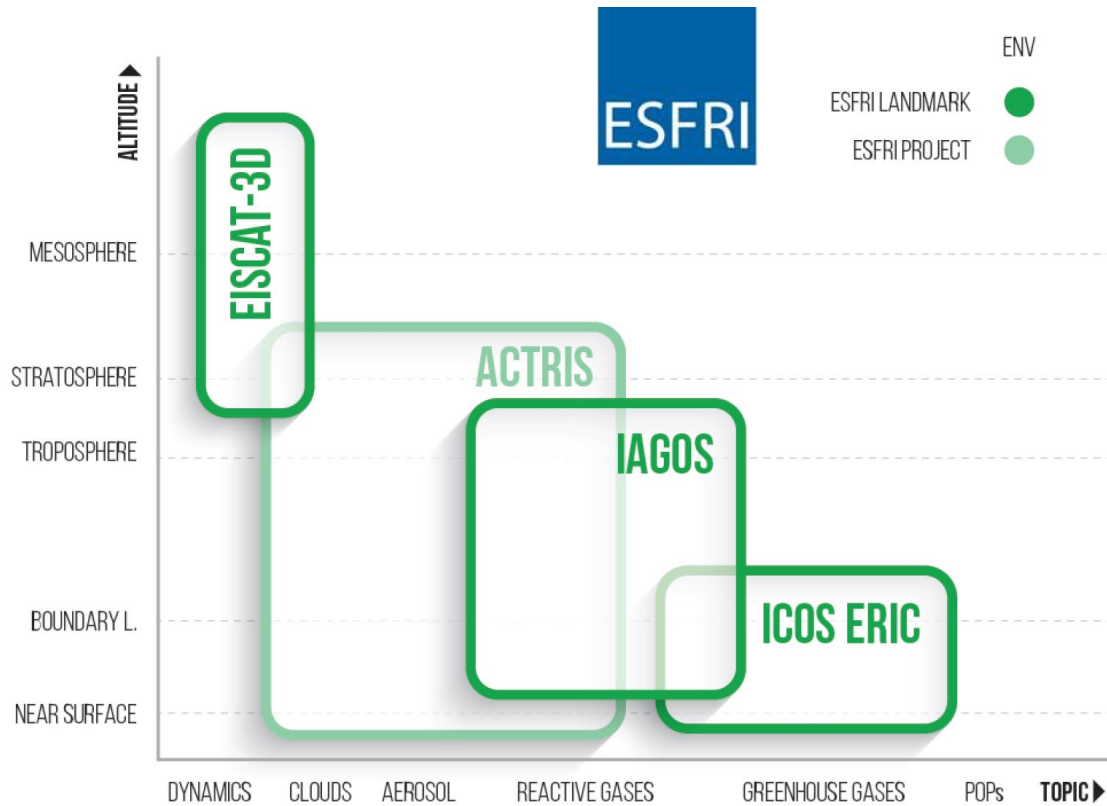 ENV
ESFRI
ESFRI LANDMARK
ESFRI PROJECT
ALTITUDE
EISCAT-3D
MESOSPHERE
STRATOSPHERE
ACTRIS
TROPOSPHERE
IAGOS
BOUNDARY L.
ICOS ERIC
NEAR SURFACE
DYNAMICS CLOUDS AEROSOL REACTIVE GASES GREENHOUSE GASES POPs TOPIC